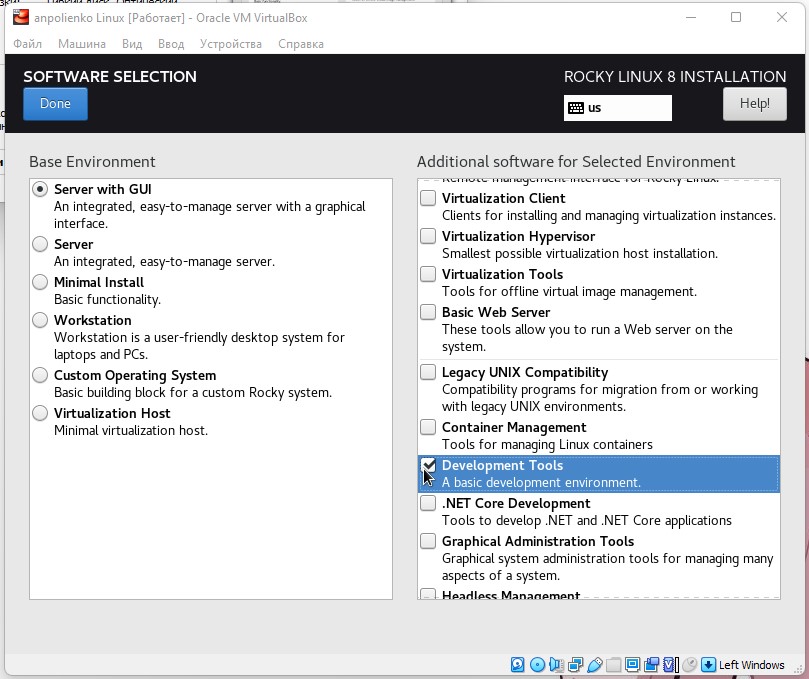 anpolienko Linux [Работает] - Oracle VM VirtualBox
Файл Машина Вид Ввод Устройства Справка
SOFTWARE SELECTION
ROCKY LINUX 8 INSTALLATION
Done
us
Help!
Base Environment
Additional software for Selected Environment
Server with GUI
An integrated, easy-to-manage server with a graphical
interface.
Server
An integrated, easy-to-manage server.
Minimal Install
Basic functionality.
Workstation
Workstation is a user-friendly desktop system for
laptops and PCs.
Custom Operating System
Basic building block for a custom Rocky system.
Virtualization Host
Minimal virtualization host.
Remote management interface for Rocky Linux.
Virtualization Client
Clients for installing and managing virtualization instances.
Virtualization Hypervisor
Smallest possible virtualization host installation.
Virtualization Tools
Tools for offline virtual image management.
Basic Web Server
These tools allow you to run a Web server on the
system.
Legacy UNIX Compatibility
Compatibility programs for migration from or working
with legacy UNIX environments.
Container Management
Tools for managing Linux containers
Development Tools
A basic development environment.
.NET Core Development
Tools to develop .NET and .NET Core applications
Graphical Administration Tools
Graphical system administration tools for managing many
aspects of a system.
Headless Management
Left Windows